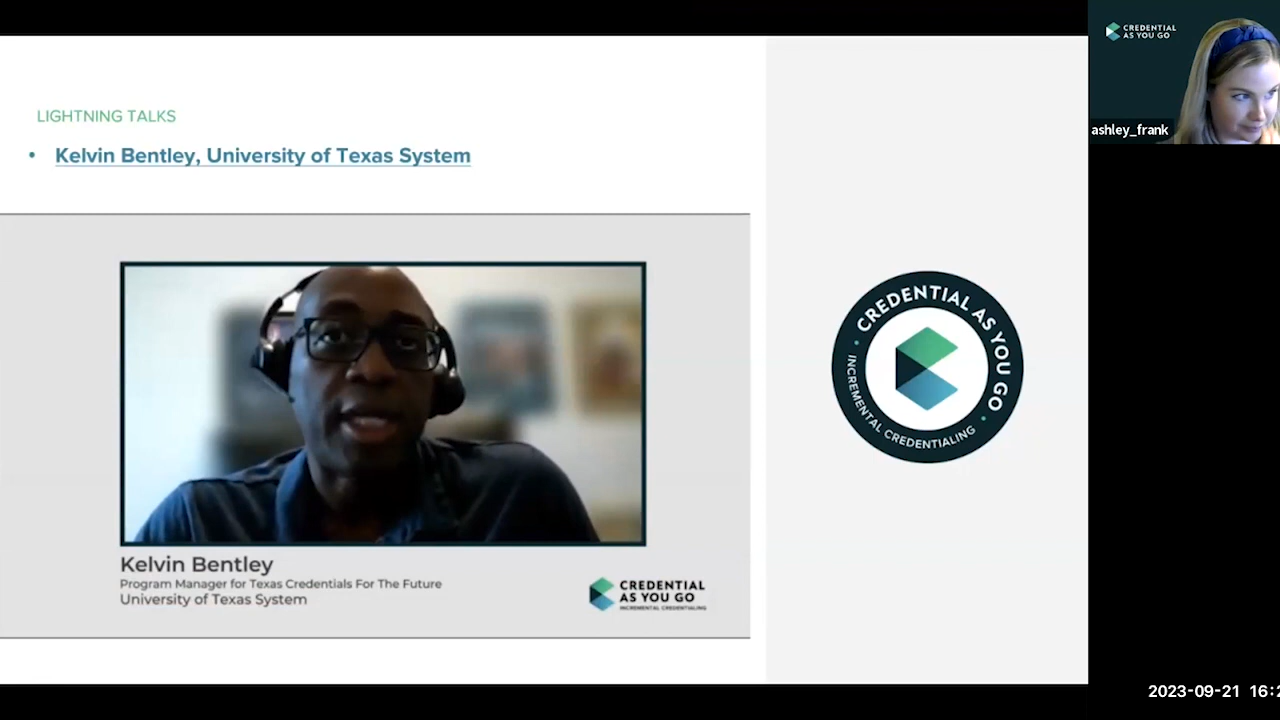 LIGHTNING TALKS
• Kelvin Bentley, University of Texas System
Kelvin Bentley
Program Manager for Texas Credentials For The Future
University of Texas System
CREDENTIAL
AS YOU GO
INCREMENTAL CREDENTIALING
CREDENTIAL AS YOU GO
INCREMENTAL CREDENTIALING
CREDENTIAL
AS YOU GO
ashley_frank
2023-09-21 16:2